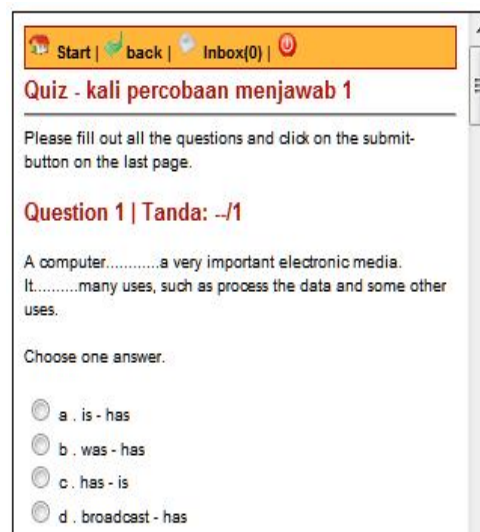 Start | back | Inbox(0) |
Quiz - kali percobaan menjawab 1
Please fill out all the questions and click on the submit-
button on the last page.
Question 1 | Tanda: --/1
A computer............a very important electronic media.
It..........many uses, such as process the data and some other
uses.
Choose one answer.
a . is - has
b . was - has
c . has - is
d . broadcast - has